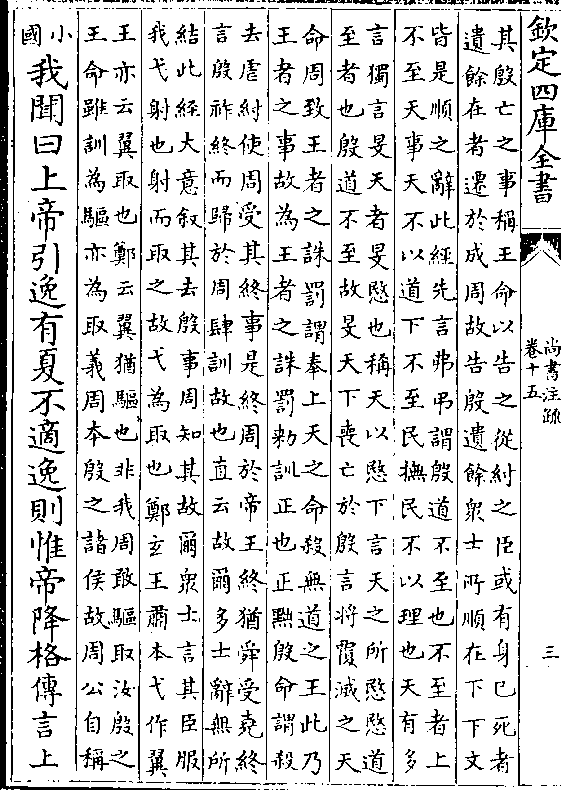 欽定四庫全書
尚書注疏
卷十五
三
其殷亡之事稱王命以告之從紂之臣或有身已死者
遺餘在者遷於成周故告殷遺餘衆士所順在下下文
皆是順之辭此經先言弗弔謂殷道不至也不至者上
不至天事天不以道下不至民撫民不以理也天有多
言獨言旻天者旻愍也稱天以愍下言天之所愍愍道
至者也殷道不至故旻天下喪亡於殷言將覆滅之天
命周致王者之誅罰謂奉上天之命殺無道之王此乃
王者之事故為王者之誅罰勑訓正也正黜殷命謂殺
去虐紂使周受其終事是終周於帝王終猶舜受堯終
言殷祚終而歸於周肆訓故也直云故爾多士辭無所
結此經大意叙其去殷事周知其故爾衆士言其臣服
我弋射也射而取之故弋為取也鄭玄王肅本弋作翼
王亦云翼取也鄭云翼猶驅也非我周敢驅取汝殷之
王命雖訓為驅亦為取義周本殷之諸侯故周公自稱
小
國
我聞曰上帝引逸有夏不適逸則惟帝降格傳言上